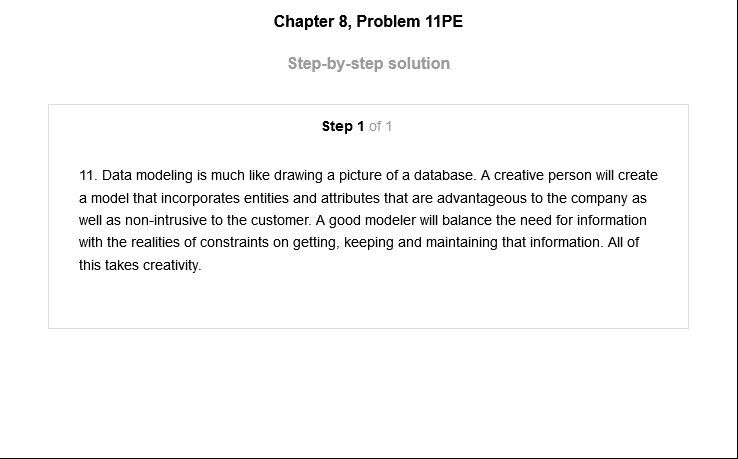 Chapter 8, Problem 11PE
Step-by-step solution
Step 1 of 1
11. Data modeling is much like drawing a picture of a database. A creative person will create
a model that incorporates entities and attributes that are advantageous to the company as
well as non-intrusive to the customer. A good modeler will balance the need for information
with the realities of constraints on getting, keeping and maintaining that information. All of
this takes creativity.